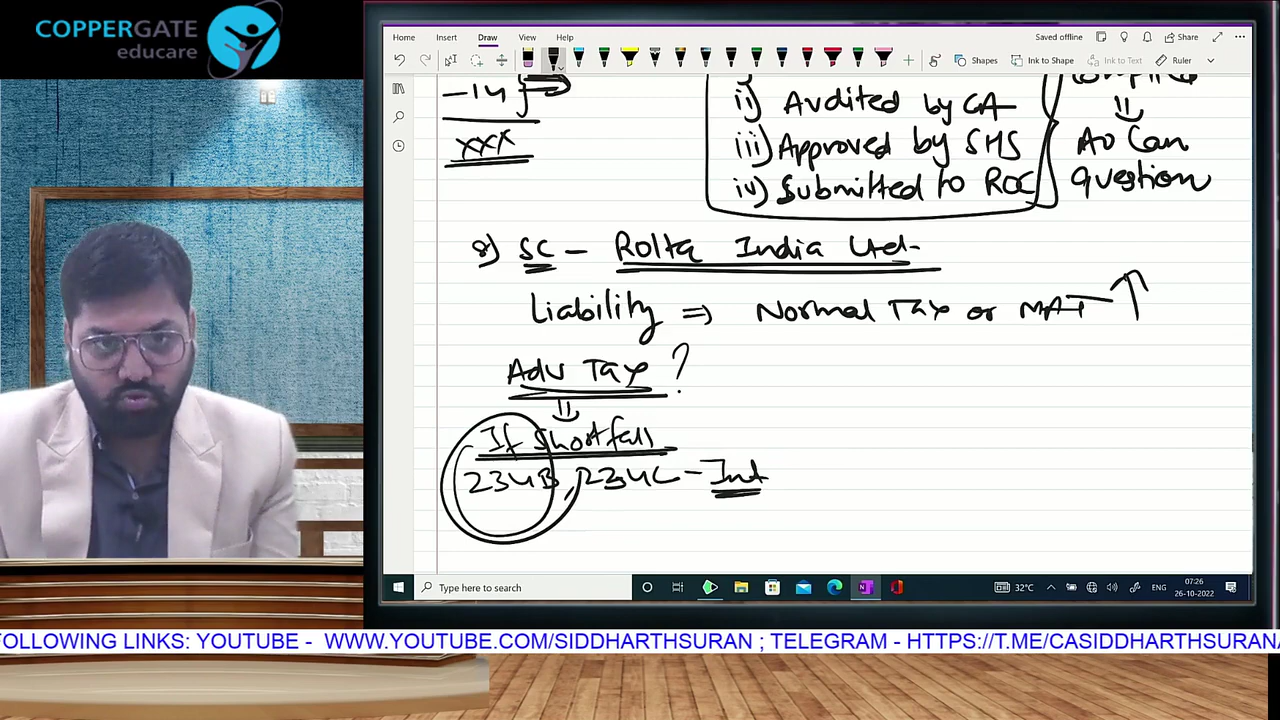 COPPERGATE
educare
Home Insert Draw View Help
Saved offline
Share
Shapes
Ink to Shape
Ink to Text
Ruler
-14
XXX
ii) Audited by CA
iii) Approved by SHS
iv) Submitted to ROC
AO Can
question
8) SC - Rolta India Ltd.
Liability ⇒ Normal Tax or MAT ↑
Adv Tax ?
If Shortfall
234B, 234C - Int
Type here to search
32°C
ENG
07:26
26-10-2022
FOLLOWING LINKS: YOUTUBE - WWW.YOUTUBE.COM/SIDDHARTHSURAN ; TELEGRAM - HTTPS://T.ME/CASIDDHARTHSURANA